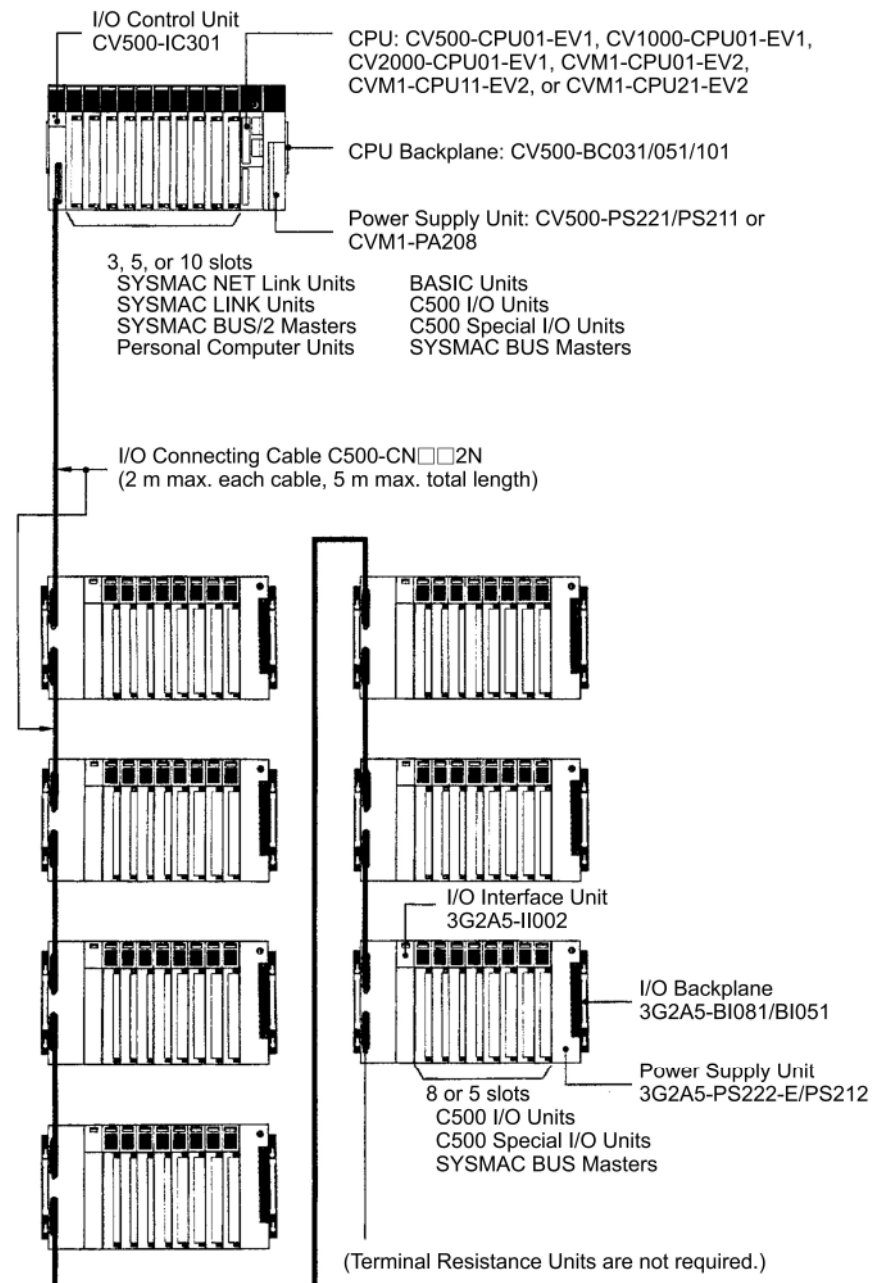 I/O Control Unit
CV500-IC301
CPU: CV500-CPU01-EV1, CV1000-CPU01-EV1,
CV2000-CPU01-EV1, CVM1-CPU01-EV2,
CVM1-CPU11-EV2, or CVM1-CPU21-EV2
CPU Backplane: CV500-BC031/051/101
Power Supply Unit: CV500-PS221/PS211 or
CVM1-PA208
3, 5, or 10 slots
SYSMAC NET Link Units
SYSMAC LINK Units
SYSMAC BUS/2 Masters
Personal Computer Units
BASIC Units
C500 I/O Units
C500 Special I/O Units
SYSMAC BUS Masters
I/O Connecting Cable C500-CN□□2N
(2 m max. each cable, 5 m max. total length)
I/O Interface Unit
3G2A5-II002
I/O Backplane
3G2A5-BI081/BI051
Power Supply Unit
3G2A5-PS222-E/PS212
8 or 5 slots
C500 I/O Units
C500 Special I/O Units
SYSMAC BUS Masters
(Terminal Resistance Units are not required.)